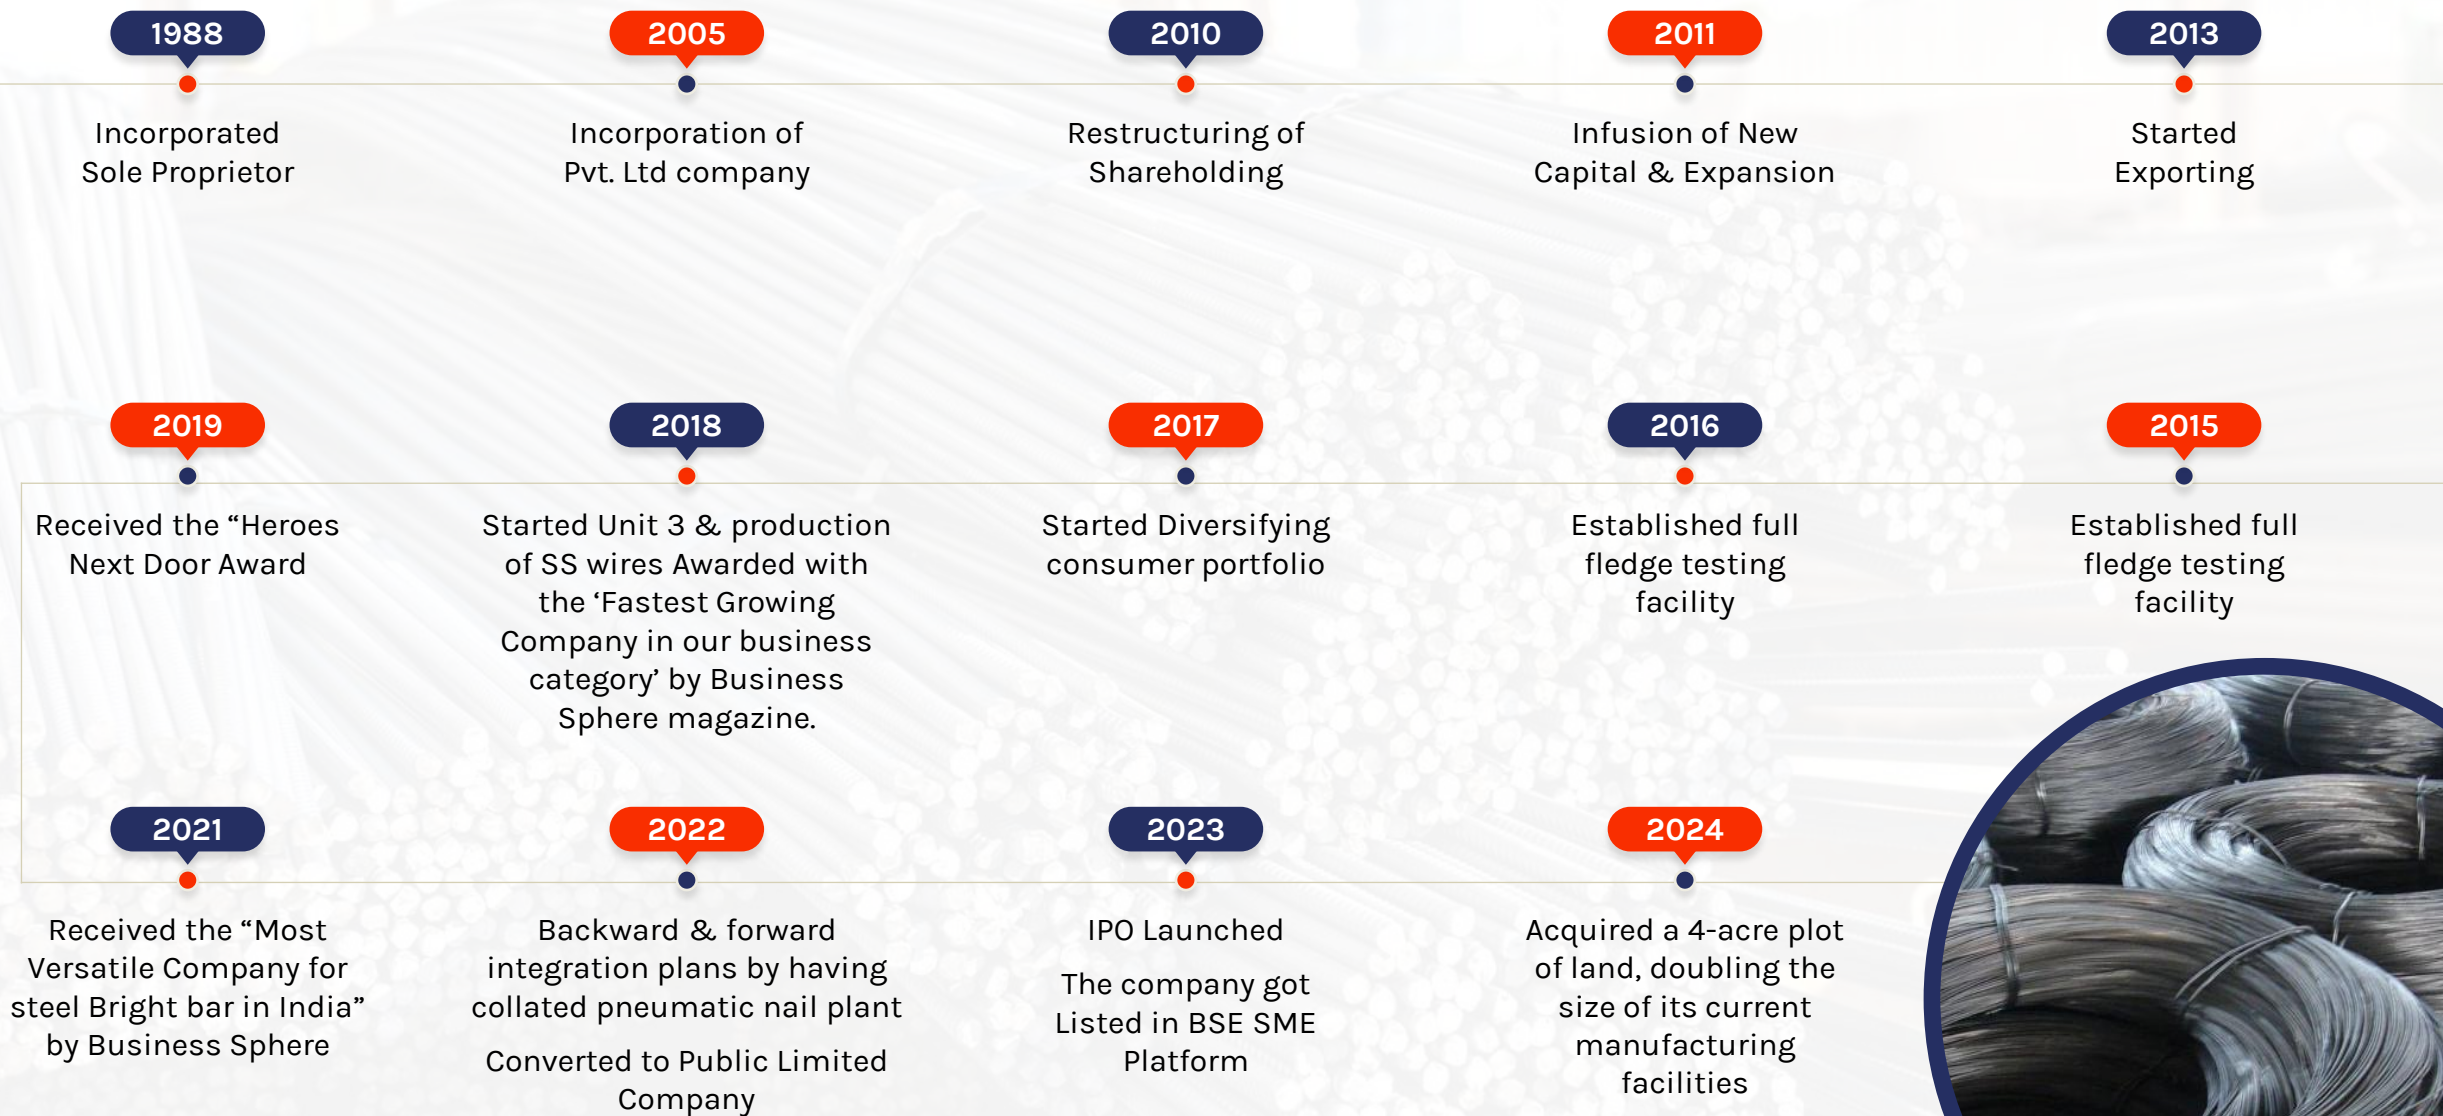 1988
Incorporated
Sole Proprietor
2005
Incorporation of
Pvt. Ltd company
2010
Restructuring of
Shareholding
2011
Infusion of New
Capital & Expansion
2013
Started
Exporting
2019
Received the “Heroes
Next Door Award
2018
Started Unit 3 & production
of SS wires Awarded with
the ‘Fastest Growing
Company in our business
category’ by Business
Sphere magazine.
2017
Started Diversifying
consumer portfolio
2016
Established full
fledge testing
facility
2015
Established full
fledge testing
facility
2021
Received the “Most
Versatile Company for
steel Bright bar in India”
by Business Sphere
2022
Backward & forward
integration plans by having
collated pneumatic nail plant
Converted to Public Limited
Company
2023
IPO Launched
The company got
Listed in BSE SME
Platform
2024
Acquired a 4-acre plot
of land, doubling the
size of its current
manufacturing
facilities